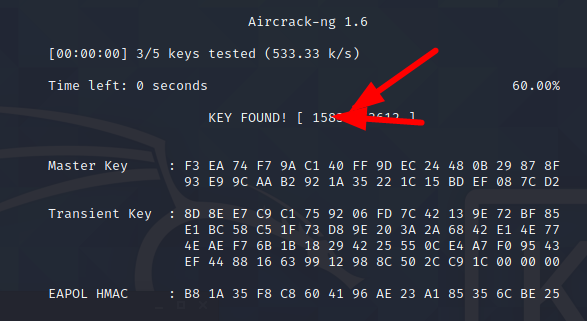 Aircrack-ng 1.6
[00:00:00] 3/5 keys tested (533.33 k/s)
Time left: 0 seconds 60.00%
KEY FOUND! [ ]
Master Key : F3 EA 74 F7 9A C1 40 FF 9D EC 24 48 0B 29 87 8F
93 E9 9C AA B2 92 1A 35 22 1C 15 BD EF 08 7C D2
Transient Key : 8D 8E E7 C9 C1 75 92 06 FD 7C 42 13 9E 72 BF 85
E1 BC 58 C5 1F 73 D8 9E 20 3A 2A 68 42 E1 4E 77
4E AE F7 6B 1B 18 29 42 25 55 0C E4 A7 F0 95 43
EF 44 88 16 63 99 12 98 8C 50 2C C9 1C 00 00 00
EAPOL HMAC : B8 1A 35 F8 C8 60 41 96 AE 23 A1 85 35 6C BE 25